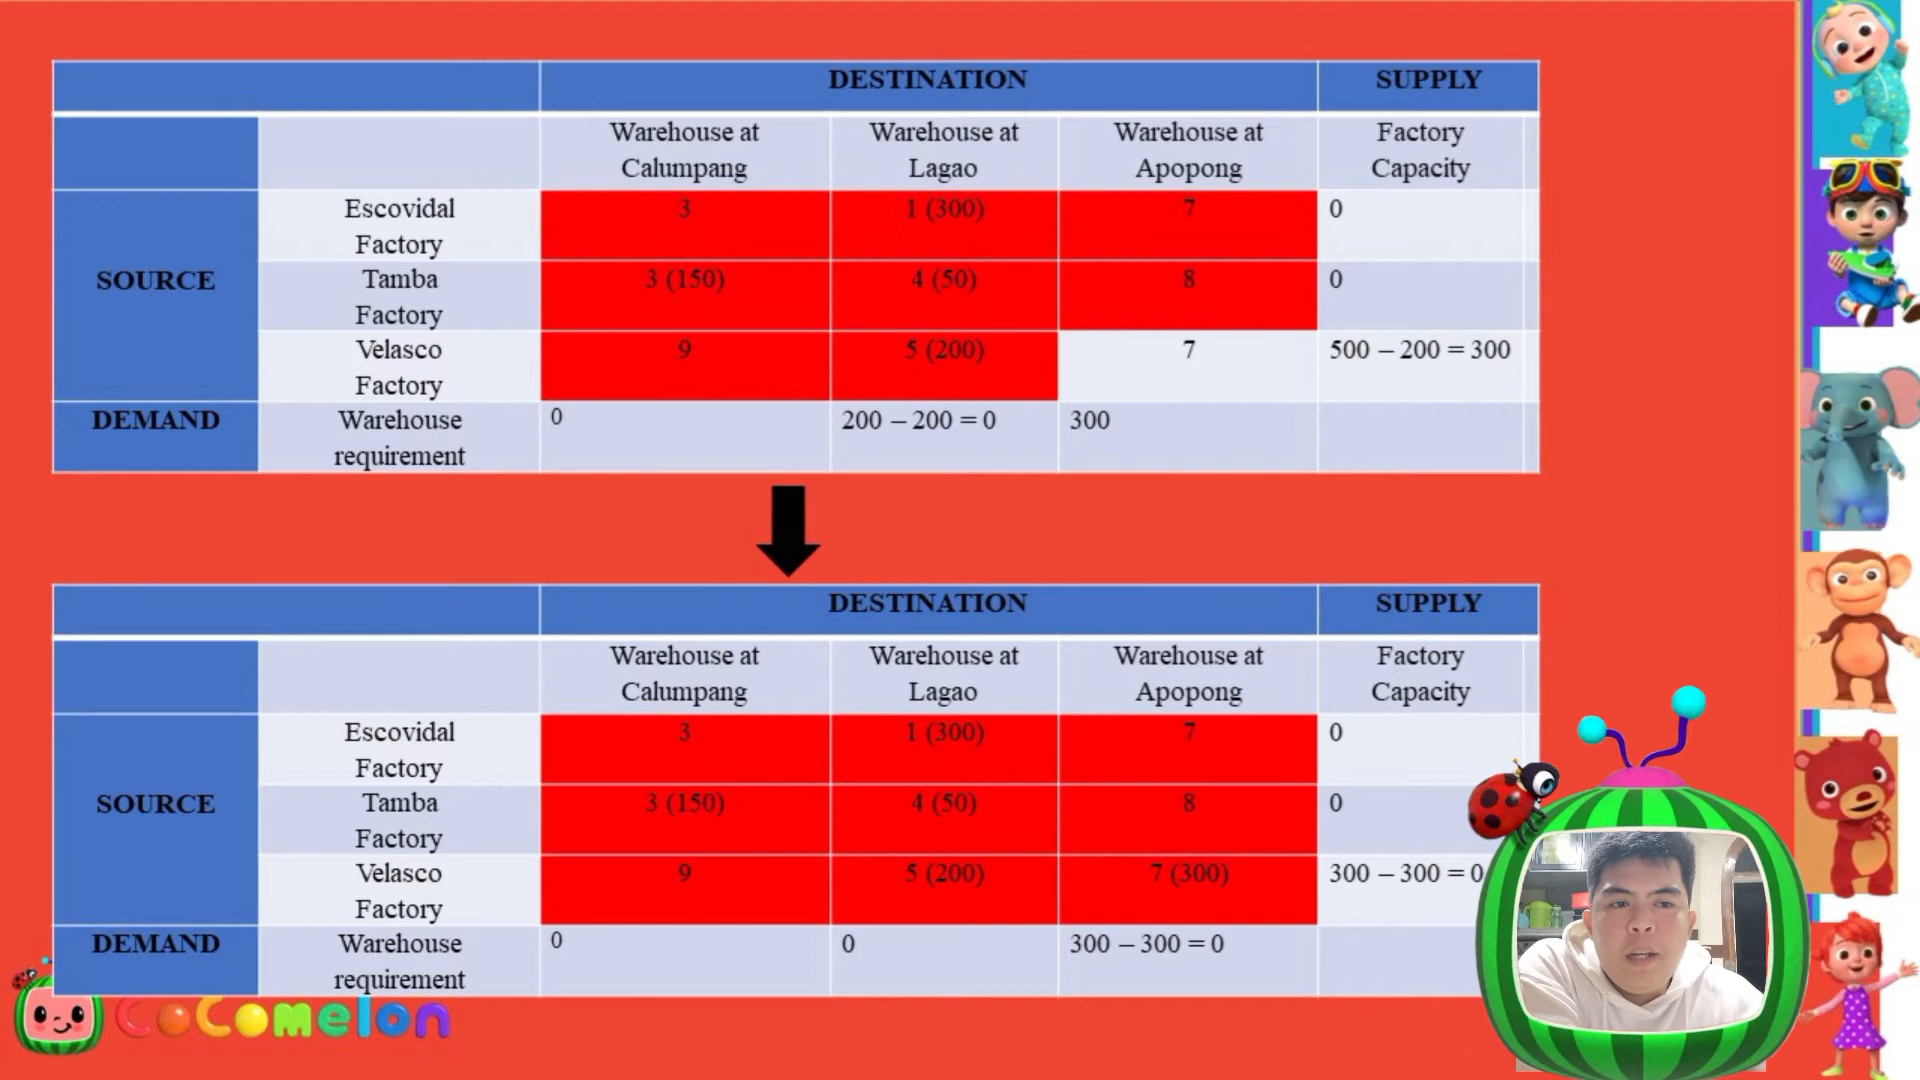 DESTINATION SUPPLY
Warehouse at Warehouse at Warehouse at Factory
Calumpang Lagao Apopong Capacity
Escovidal 3 1 (300) 7 0
Factory
SOURCE Tamba 3 (150) 4 (50) 8 0
Factory
Velasco 9 5 (200) 7 500 – 200 = 300
Factory
DEMAND Warehouse 0 200 – 200 = 0 300
requirement
DESTINATION SUPPLY
Warehouse at Warehouse at Warehouse at Factory
Calumpang Lagao Apopong Capacity
Escovidal 3 1 (300) 7 0
Factory
SOURCE Tamba 3 (150) 4 (50) 8 0
Factory
Velasco 9 5 (200) 7 (300) 300 – 300 = 0
Factory
DEMAND Warehouse 0 0 300 – 300 = 0
requirement
CoComelon